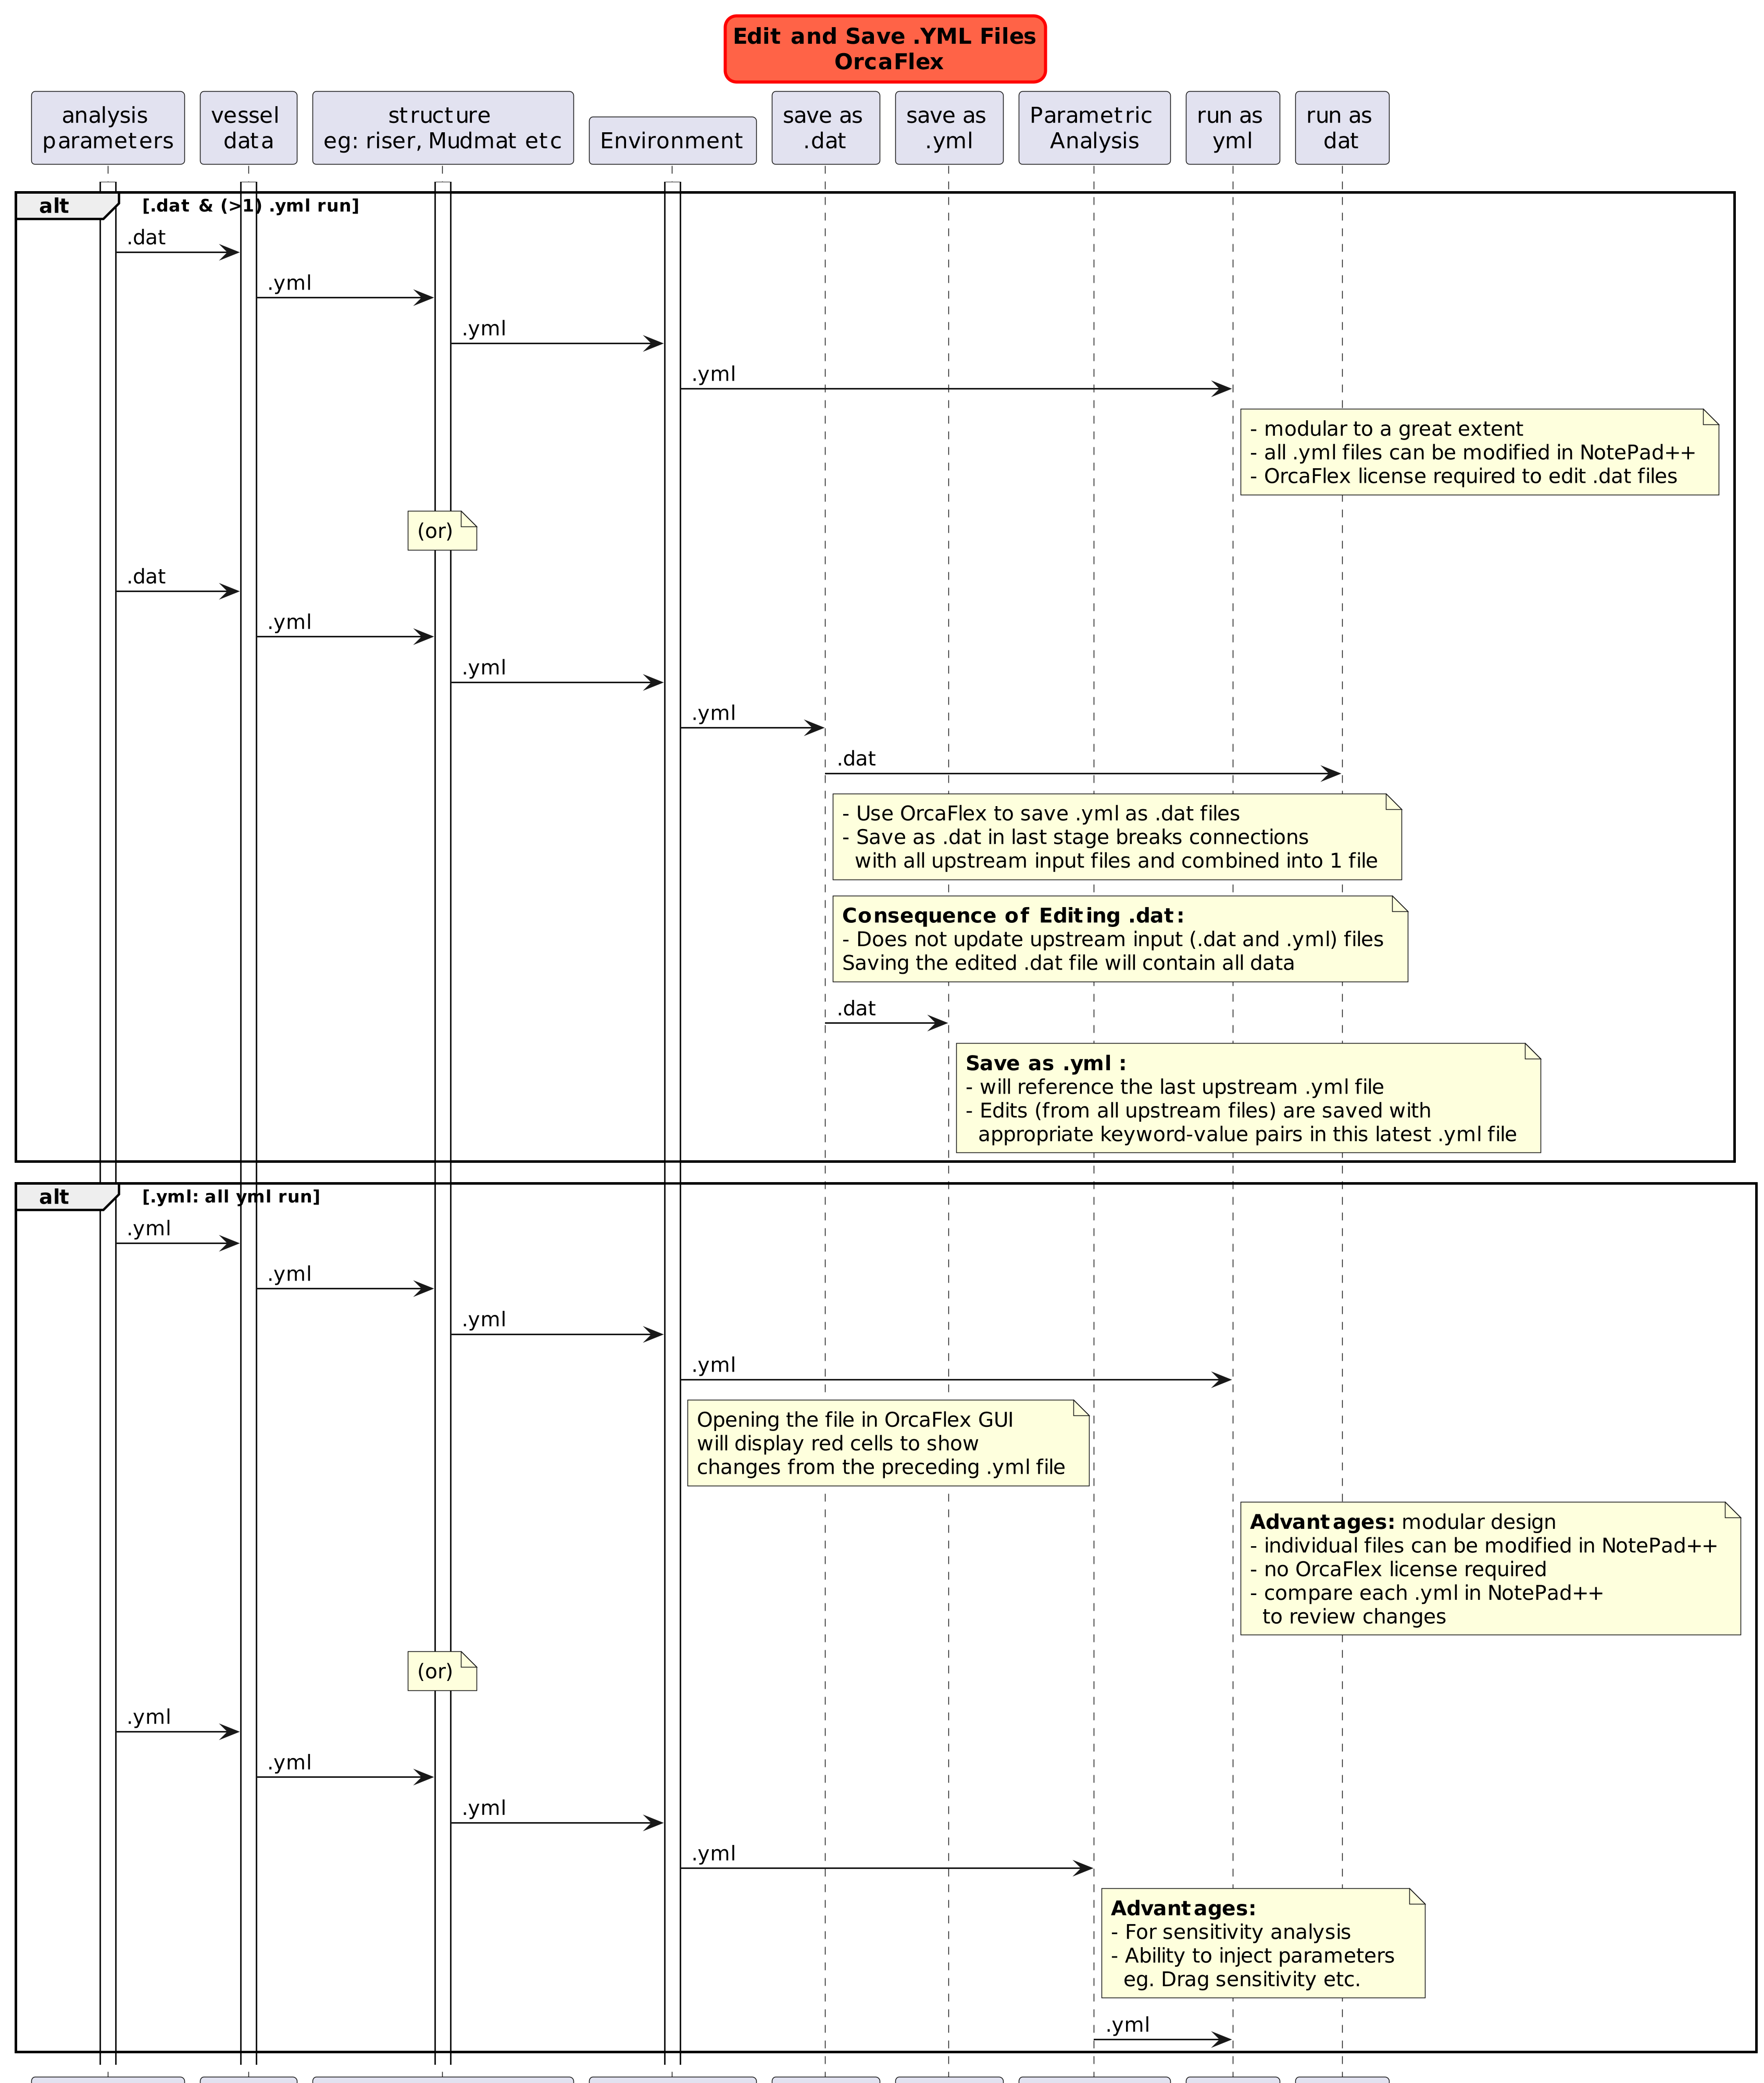 Edit and Save .YML Files
OrcaFlex
analysis
parameters
vessel
data
structure
eg: riser, Mudmat etc
Environment
save as
.dat
save as
.yml
Parametric
Analysis
run as
yml
run as
dat
alt
[.dat & (>1) .yml run]
.dat
.yml
.yml
.yml
- modular to a great extent
- all .yml files can be modified in NotePad++
- OrcaFlex license required to edit .dat files
(or)
.dat
.yml
.yml
.yml
.dat
- Use OrcaFlex to save .yml as .dat files
- Save as .dat in last stage breaks connections
with all upstream input files and combined into 1 file
Consequence of Editing .dat:
- Does not update upstream input (.dat and .yml) files
Saving the edited .dat file will contain all data
.dat
Save as .yml :
- will reference the last upstream .yml file
- Edits (from all upstream files) are saved with
appropriate keyword-value pairs in this latest .yml file
alt
[.yml: all yml run]
.yml
.yml
.yml
.yml
Opening the file in OrcaFlex GUI
will display red cells to show
changes from the preceding .yml file
Advantages: modular design
- individual files can be modified in NotePad++
- no OrcaFlex license required
- compare each .yml in NotePad++
to review changes
(or)
.yml
.yml
.yml
.yml
Advantages:
- For sensitivity analysis
- Ability to inject parameters
eg. Drag sensitivity etc.
.yml